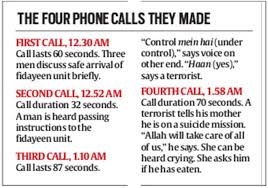 THE FOUR PHONE CALLS THEY MADE
FIRST CALL, 12.30 AM
Call lasts 60 seconds. Three
men discuss safe arrival of
fidayeen unit briefly.
SECOND CALL, 12.52 AM
Call duration 32 seconds.
A man is heard passing
instructions to the
fidayeen unit.
THIRD CALL, 1.10 AM
Call lasts 87 seconds.
“Control mein hai (under
control),” says voice on
other end. “Haan (yes),”
says a terrorist.
FOURTH CALL, 1.58 AM
Call duration 70 seconds. A
terrorist tells his mother
he is on a suicide mission.
“Allah will take care of all
of us,” he says. She can be
heard crying. She asks him
if he has eaten.